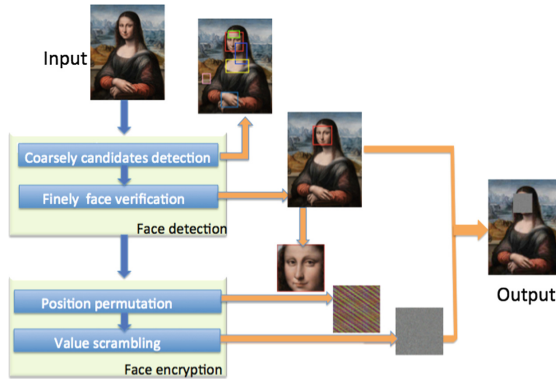 Input
Coarsely candidates detection
Finely face verification
Face detection
Position permutation
Value scrambling
Face encryption
Output